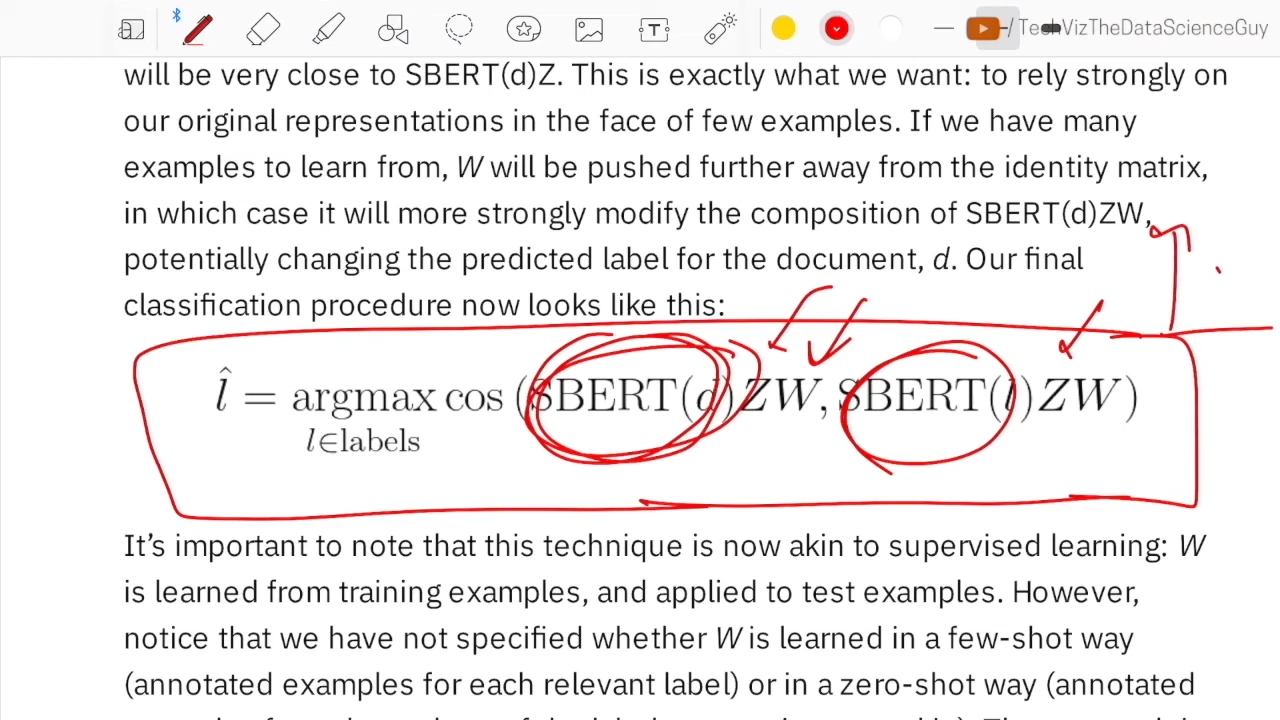 / TechVizTheDataScienceGuy
will be very close to SBERT(d)Z. This is exactly what we want: to rely strongly on
our original representations in the face of few examples. If we have many
examples to learn from, W will be pushed further away from the identity matrix,
in which case it will more strongly modify the composition of SBERT(d)ZW,
potentially changing the predicted label for the document, d. Our final
classification procedure now looks like this:
l̂ = argmax cos (SBERT(d)ZW, SBERT(l)ZW)
l∈labels
It’s important to note that this technique is now akin to supervised learning: W
is learned from training examples, and applied to test examples. However,
notice that we have not specified whether W is learned in a few-shot way
(annotated examples for each relevant label) or in a zero-shot way (annotated